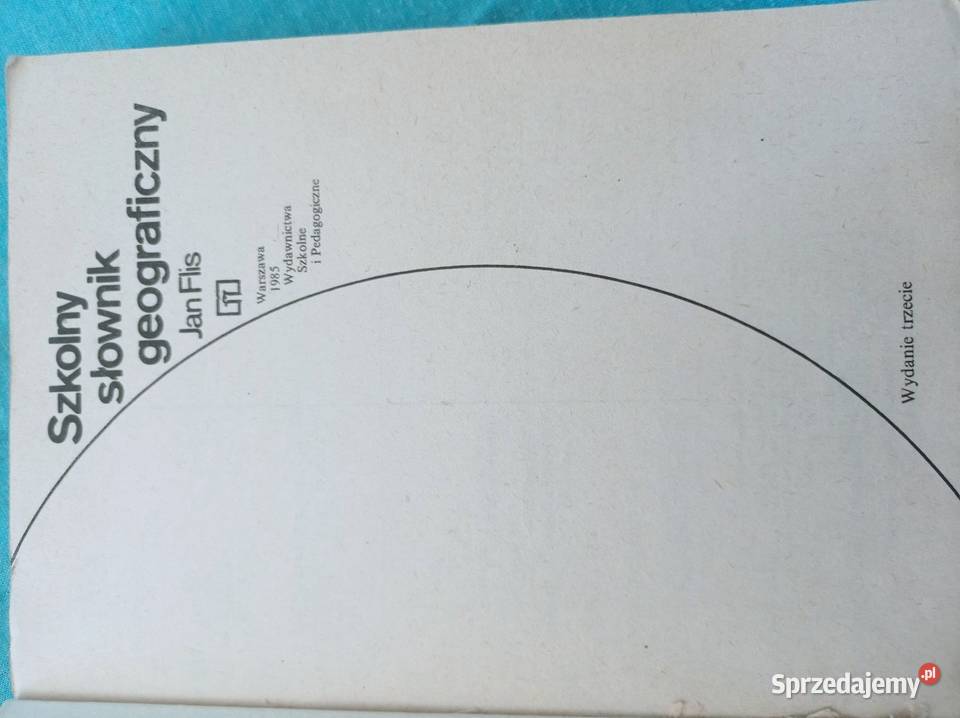 Szkolny
słownik
geograficzny
Jan Flis
Warszawa
1985
Wydawnictwa
Szkolne
i Pedagogiczne
Wydanie trzecie
Sprzedajemy.pl